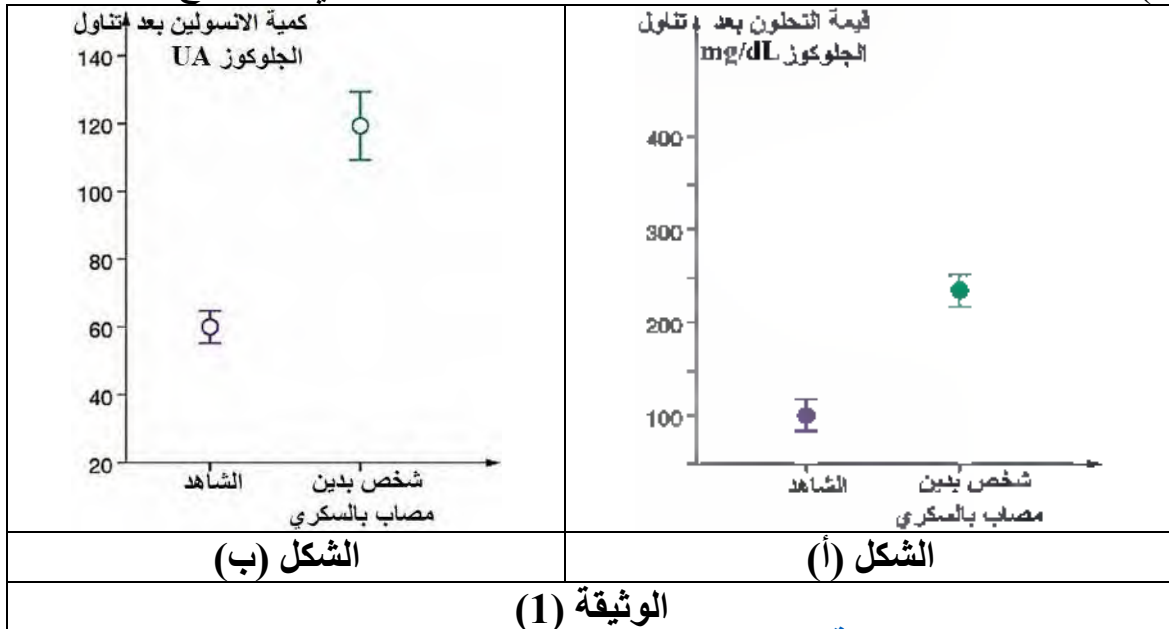 قيمة التحلون بعد تناول
الجلوكوز mg/dL
400
300
200
100
الشاهد
شخص بدين
مصاب بالسكري
كمية الانسولين بعد تناول
الجلوكوز UA
140
120
100
80
60
40
20
الشاهد
شخص بدين
مصاب بالسكري
الشكل (أ)
الشكل (ب)
الوثيقة (1)